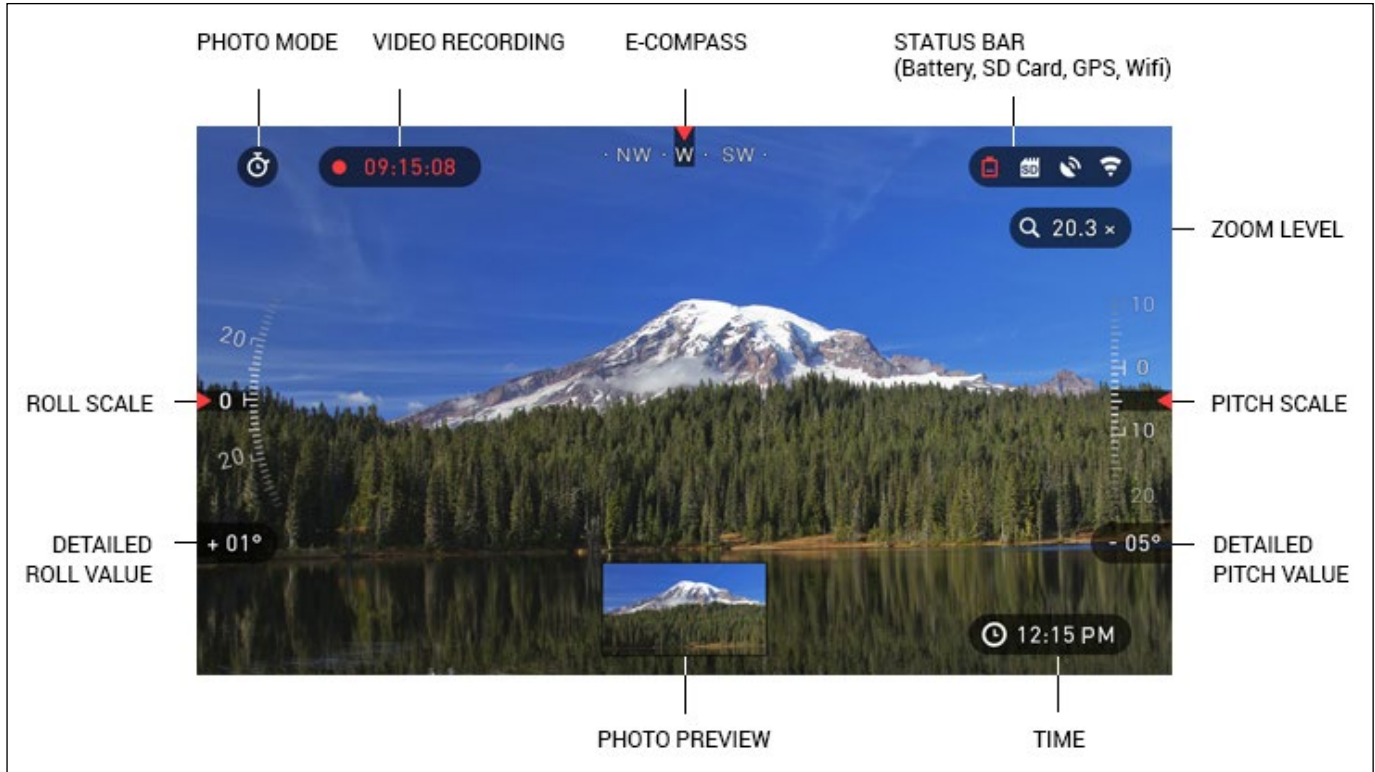 PHOTO MODE
VIDEO RECORDING
E-COMPASS
STATUS BAR
(Battery, SD Card, GPS, Wifi)
09:15:08
· NW · W · SW ·
SD
20.3 ×
ZOOM LEVEL
20
0
20
ROLL SCALE
10
0
10
20
PITCH SCALE
DETAILED
ROLL VALUE
+ 01°
- 05°
DETAILED
PITCH VALUE
12:15 PM
PHOTO PREVIEW
TIME